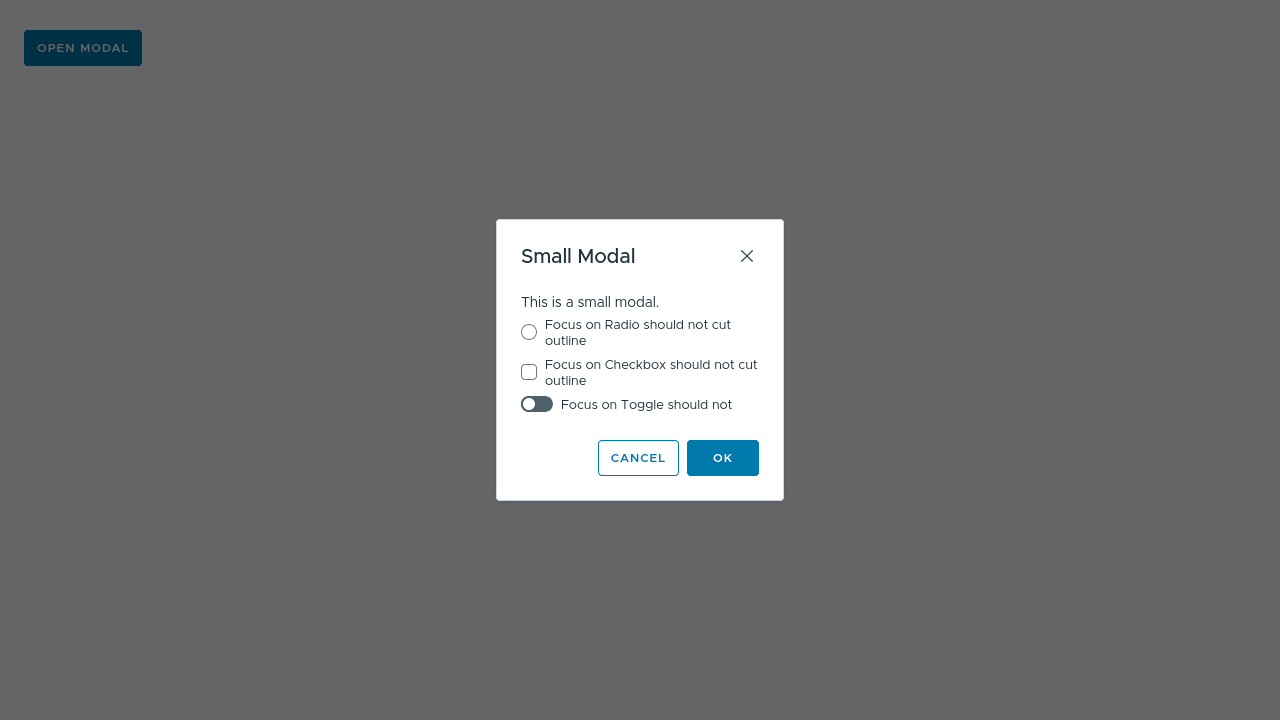 OPEN MODAL
Small Modal
This is a small modal.
Focus on Radio should not cut
outline
Focus on Checkbox should not cut
outline
Focus on Toggle should not
CANCEL
OK